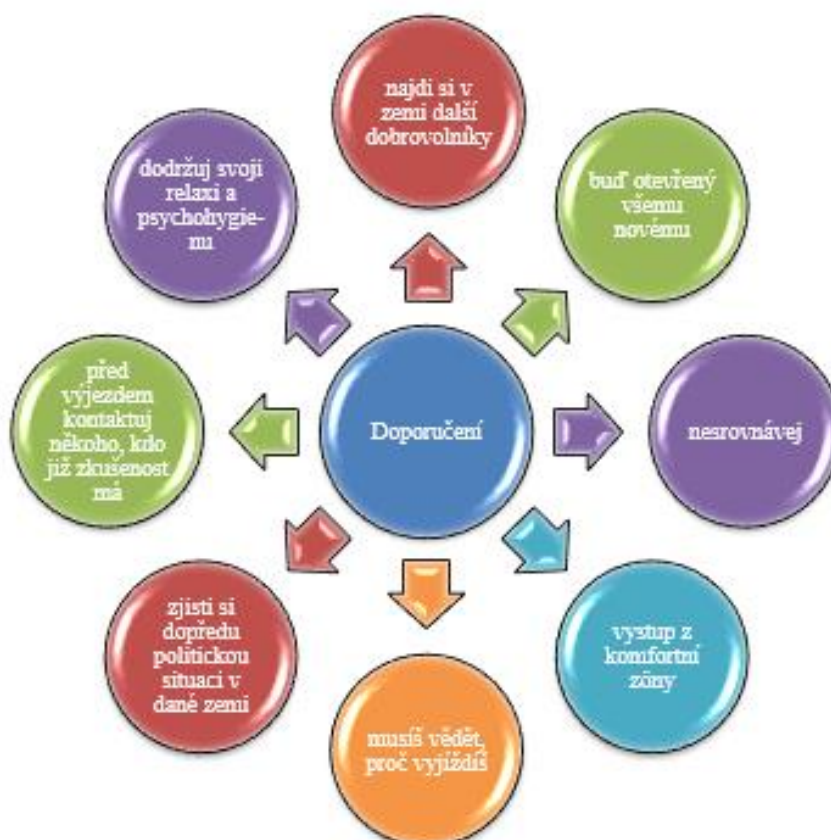 najdi si v
zemi další
dobrovolníky
buď otevřený
všemu
novému
nesrovnávej
vystup z
komfortní
zóny
musíš vědět,
proč vyjíždíš
zjisti si
dopředu
politickou
situaci v
dané zemi
před
výjezdem
kontaktuj
někoho, kdo
již zkušenost
má
dodržuj svoji
relaxi a
psychohygie-
nu
Doporučení